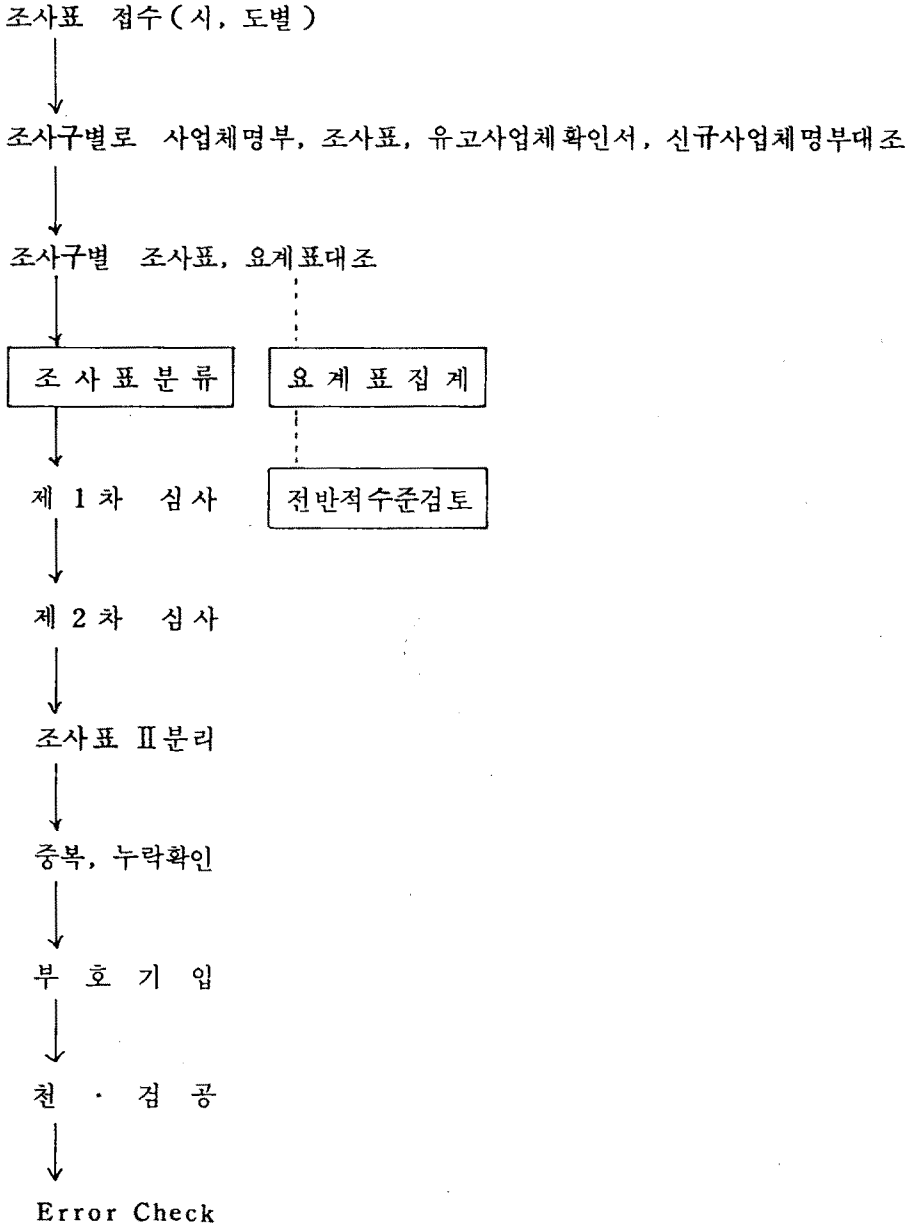 조사표 접수 ( 시, 도별 )
조사구별로 사업체명부, 조사표, 유고사업체확인서, 신규사업체명부대조
조사구별 조사표, 요계표대조
조 사 표 분 류
요 계 표 집 계
제 1 차 심 사
전반적수준검토
제 2 차 심 사
조사표 Ⅱ분리
중복, 누락확인
부 호 기 입
천 · 검 공
Error Check